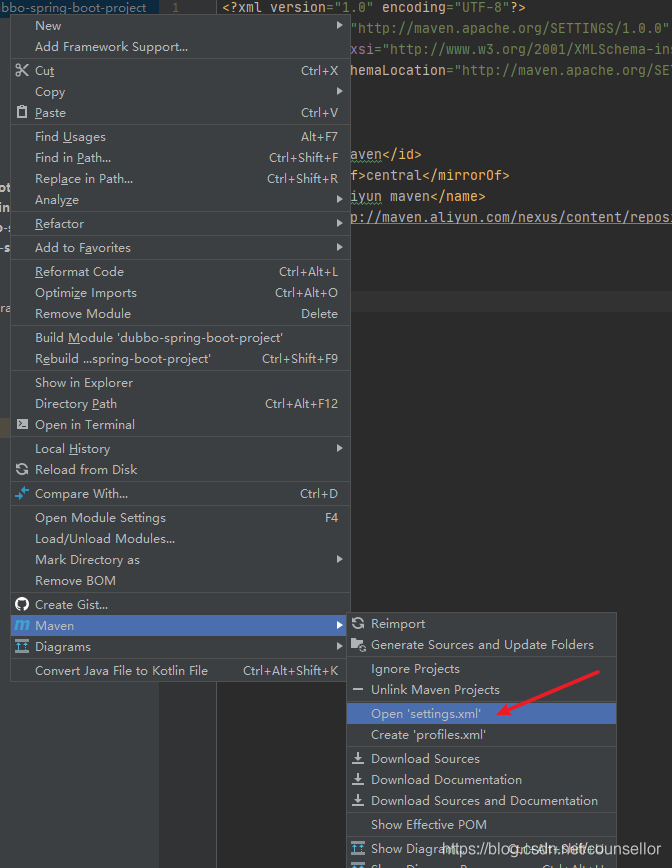 bbo-spring-boot-project 1 <?xml version="1.0" encoding="UTF-8"?>
"http://maven.apache.org/SETTINGS/1.0.0"
xsi="http://www.w3.org/2001/XMLSchema-ins
hemaLocation="http://maven.apache.org/SE
aven</id>
f>central</mirrorOf>
iyun maven</name>
p://maven.aliyun.com/nexus/content/repos
New
Add Framework Support...
Cut Ctrl+X
Copy
Paste Ctrl+V
Find Usages Alt+F7
Find in Path... Ctrl+Shift+F
Replace in Path... Ctrl+Shift+R
Analyze
Refactor
Add to Favorites
Reformat Code Ctrl+Alt+L
Optimize Imports Ctrl+Alt+O
Remove Module Delete
Build Module 'dubbo-spring-boot-project'
Rebuild ...spring-boot-project' Ctrl+Shift+F9
Show in Explorer
Directory Path Ctrl+Alt+F12
Open in Terminal
Local History
Reload from Disk
Compare With... Ctrl+D
Open Module Settings F4
Load/Unload Modules...
Mark Directory as
Remove BOM
Create Gist...
Maven
Diagrams
Convert Java File to Kotlin File Ctrl+Alt+Shift+K
Reimport
Generate Sources and Update Folders
Ignore Projects
Unlink Maven Projects
Open 'settings.xml'
Create 'profiles.xml'
Download Sources
Download Documentation
Download Sources and Documentation
Show Effective POM
Show Diagram
https://blog.csdn.net/counsellor